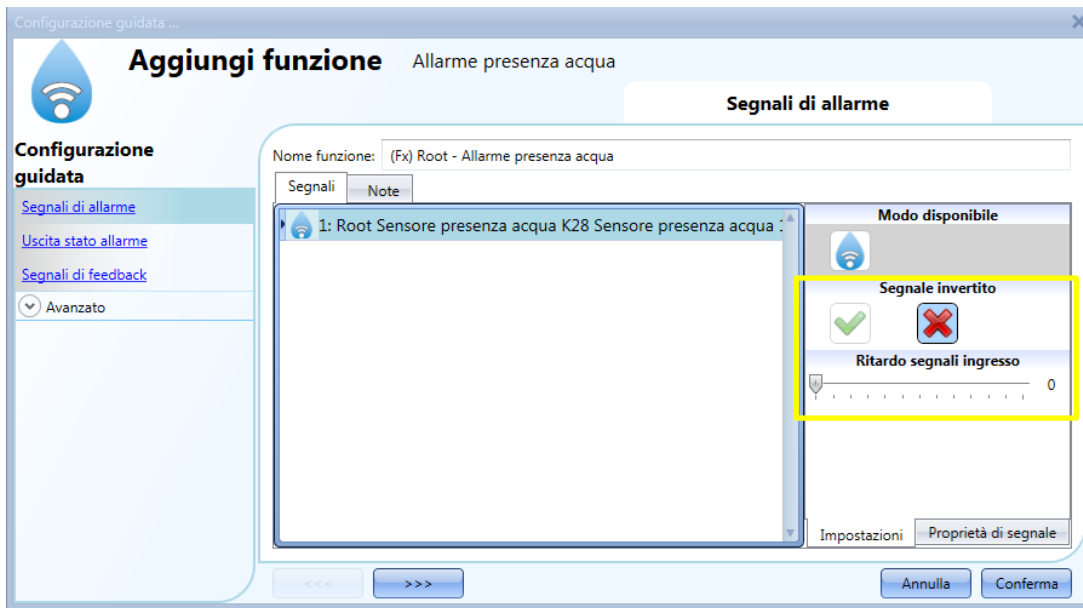 Configurazione guidata ...
Aggiungi funzione Allarme presenza acqua
Segnali di allarme
Configurazione
guidata
Segnali di allarme
Uscita stato allarme
Segnali di feedback
Avanzato
Nome funzione: (Fx) Root - Allarme presenza acqua
Segnali Note
1: Root Sensore presenza acqua K28 Sensore presenza acqua
Modo disponibile
Segnale invertito
Ritardo segnali ingresso
0
Impostazioni Proprietà di segnale
<<< >>> Annulla Conferma